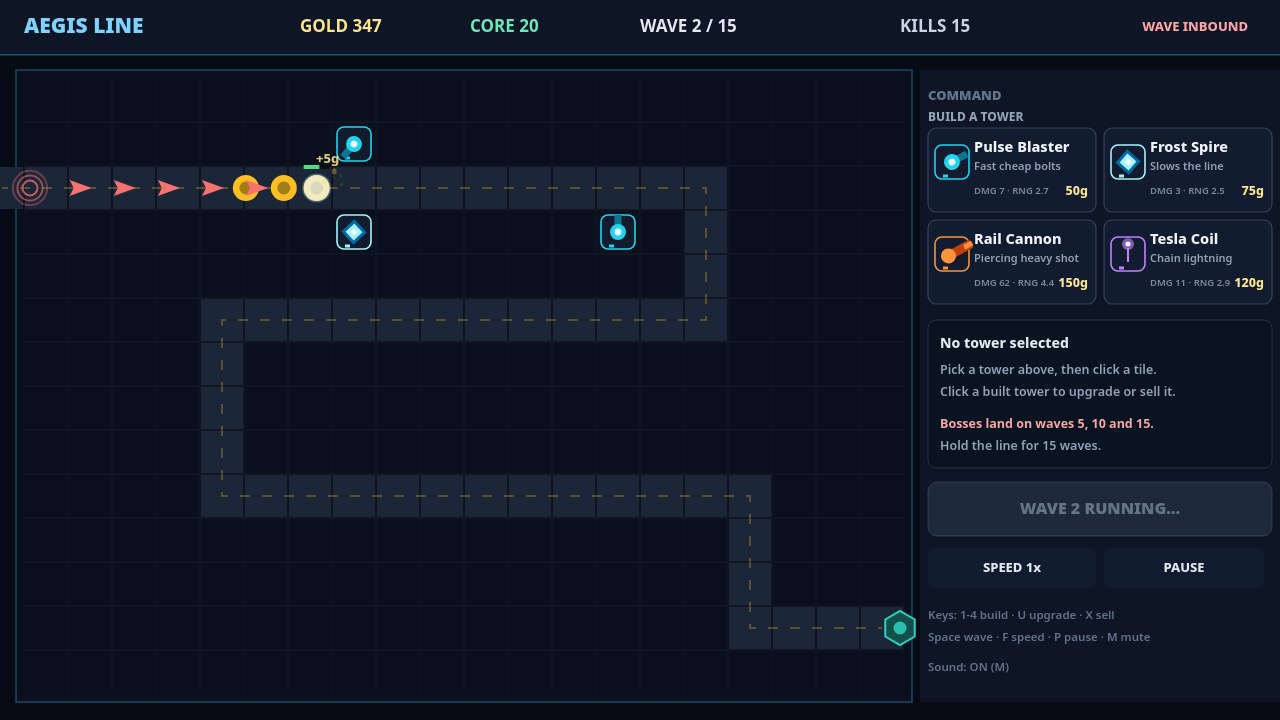 AEGIS LINE
GOLD 347
CORE 20
WAVE 2 / 15
KILLS 15
WAVE INBOUND
+5g
COMMAND
BUILD A TOWER
Pulse Blaster
Fast cheap bolts
DMG 7 · RNG 2.7
50g
Frost Spire
Slows the line
DMG 3 · RNG 2.5
75g
Rail Cannon
Piercing heavy shot
DMG 62 · RNG 4.4
150g
Tesla Coil
Chain lightning
DMG 11 · RNG 2.9
120g
No tower selected
Pick a tower above, then click a tile.
Click a built tower to upgrade or sell it.
Bosses land on waves 5, 10 and 15.
Hold the line for 15 waves.
WAVE 2 RUNNING...
SPEED 1x
PAUSE
Keys: 1-4 build · U upgrade · X sell
Space wave · F speed · P pause · M mute
Sound: ON (M)